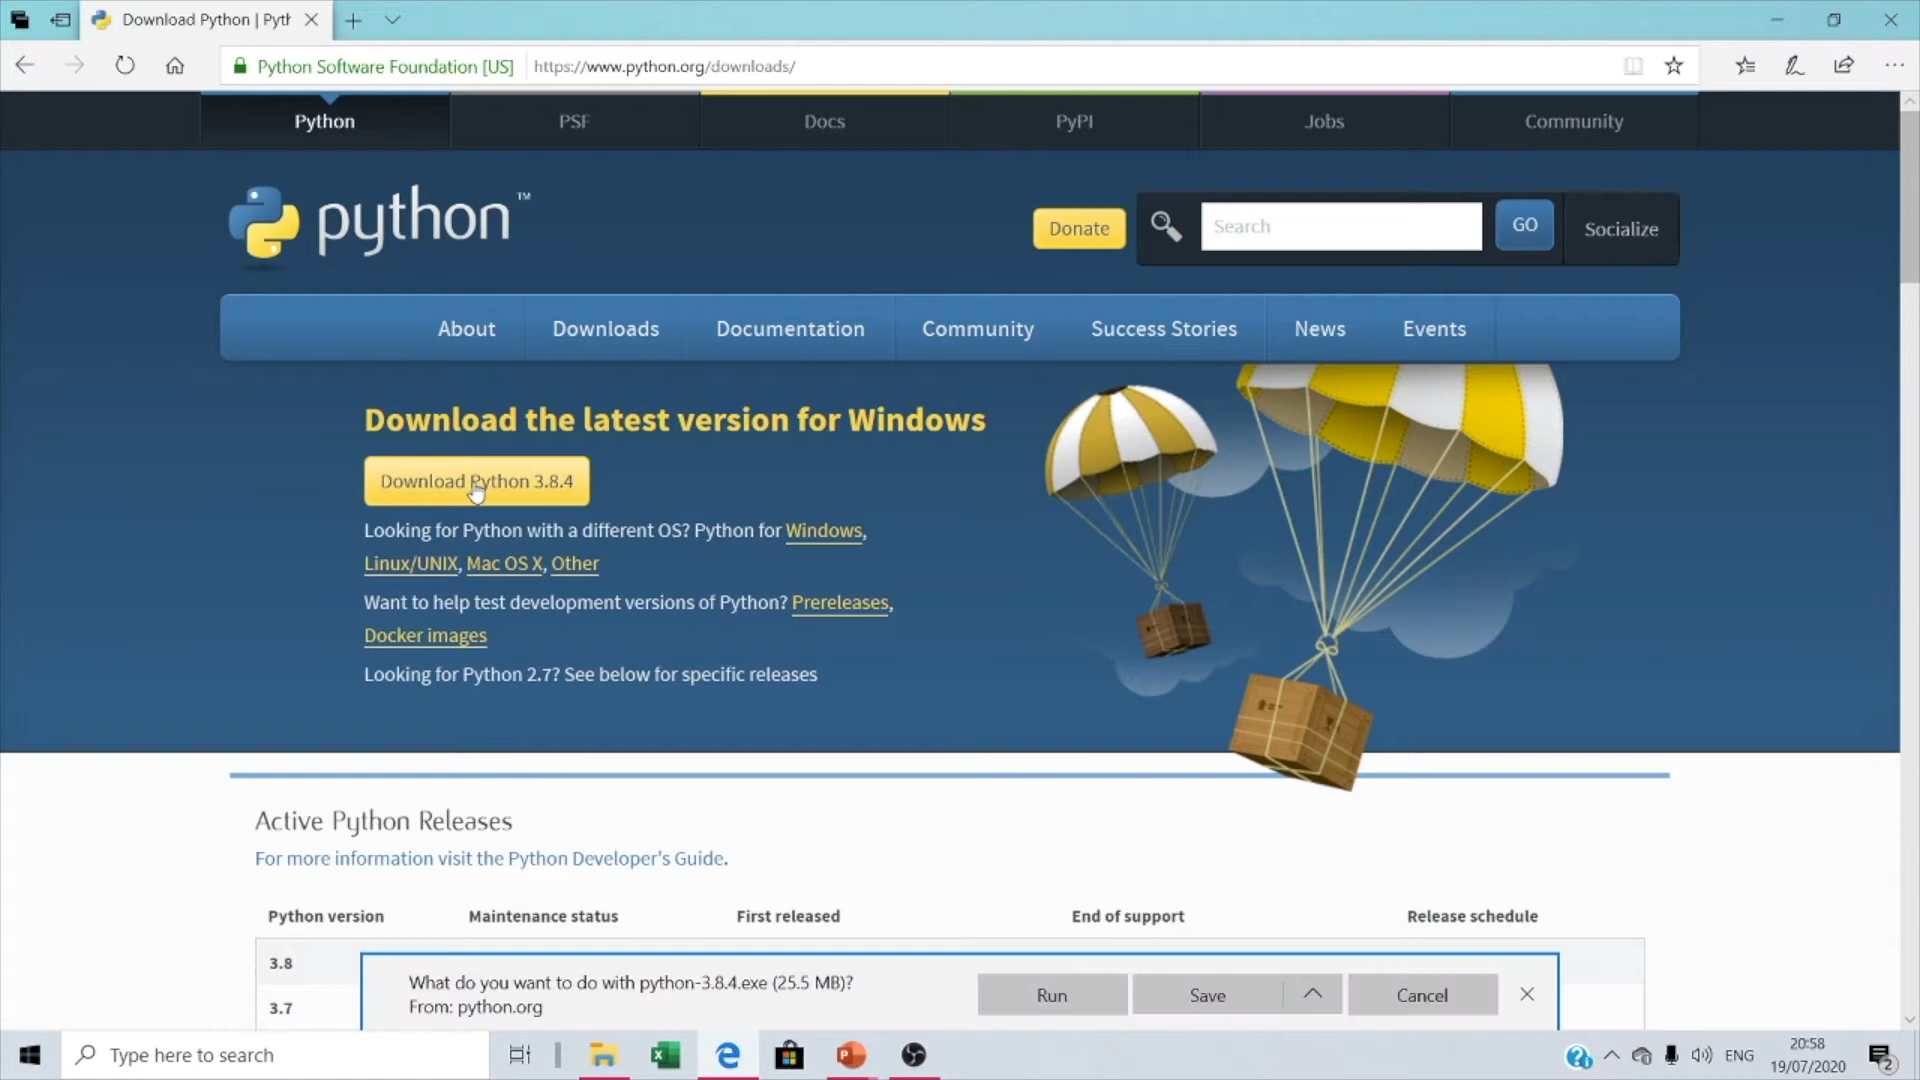 Download Python | Pyth
Python Software Foundation [US]
https://www.python.org/downloads/
Python
PSF
Docs
PyPI
Jobs
Community
python™
Donate
Search
GO
Socialize
About
Downloads
Documentation
Community
Success Stories
News
Events
Download the latest version for Windows
Download Python 3.8.4
Looking for Python with a different OS? Python for Windows,
Linux/UNIX, Mac OS X, Other
Want to help test development versions of Python? Prereleases,
Docker images
Looking for Python 2.7? See below for specific releases
Active Python Releases
For more information visit the Python Developer's Guide.
Python version
Maintenance status
First released
End of support
Release schedule
3.8
3.7
What do you want to do with python-3.8.4.exe (25.5 MB)?
From: python.org
Run
Save
Cancel
Type here to search
ENG
20:58
19/07/2020
2